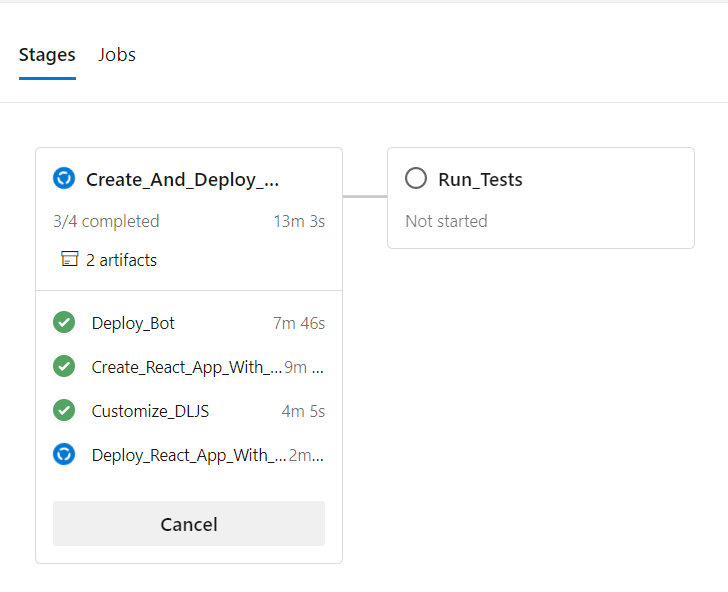 Stages Jobs
Create_And_Deploy_...
3/4 completed 13m 3s
2 artifacts
Deploy_Bot 7m 46s
Create_React_App_With_... 9m ...
Customize_DLJS 4m 5s
Deploy_React_App_With_... 2m...
Cancel
Run_Tests
Not started